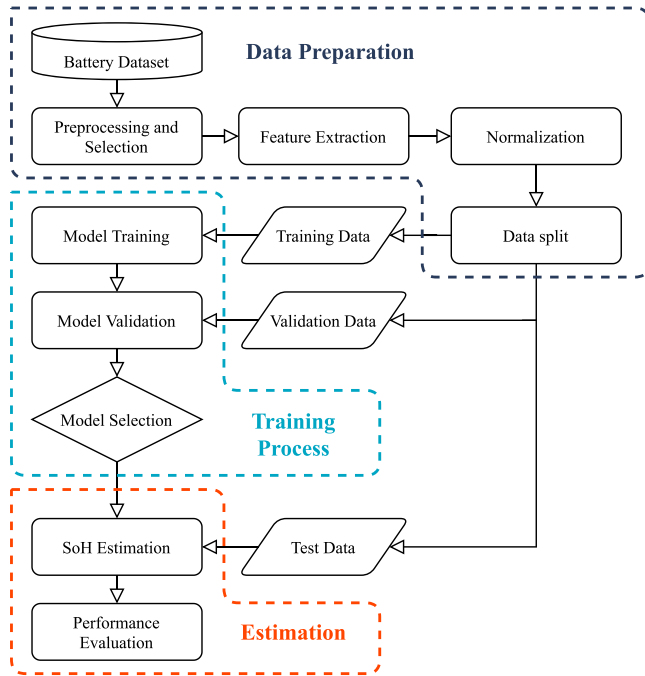 Data Preparation
Battery Dataset
Preprocessing and
Selection
Feature Extraction
Normalization
Model Training
Training Data
Data split
Model Validation
Validation Data
Model Selection
Training
Process
SoH Estimation
Test Data
Performance
Evaluation
Estimation